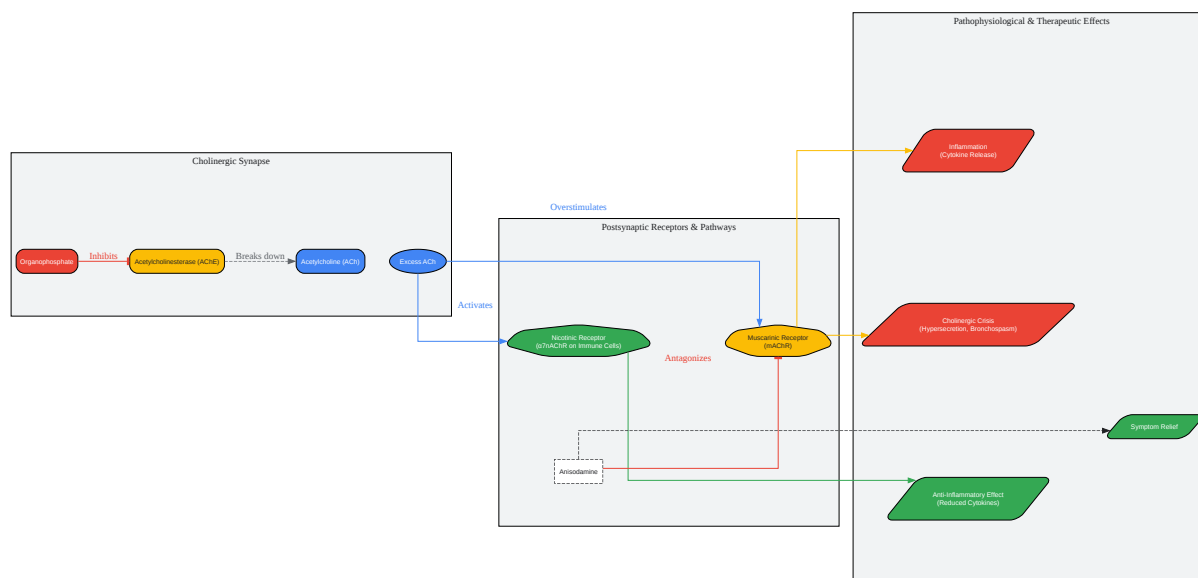 Pathophysiological & Therapeutic Effects
Inflammation
(Cytokine Release)
Cholinergic Synapse
Overstimulates
Postsynaptic Receptors & Pathways
Organophosphate
Inhibits
Acetylcholinesterase (AChE)
Breaks down
Acetylcholine (ACh)
Excess ACh
Activates
Nicotinic Receptor
(α7nAChR on Immune Cells)
Antagonizes
Muscarinic Receptor
(mAChR)
Cholinergic Crisis
(Hypersecretion, Bronchospasm)
Symptom Relief
Anisodamine
Anti-Inflammatory Effect
(Reduced Cytokines)